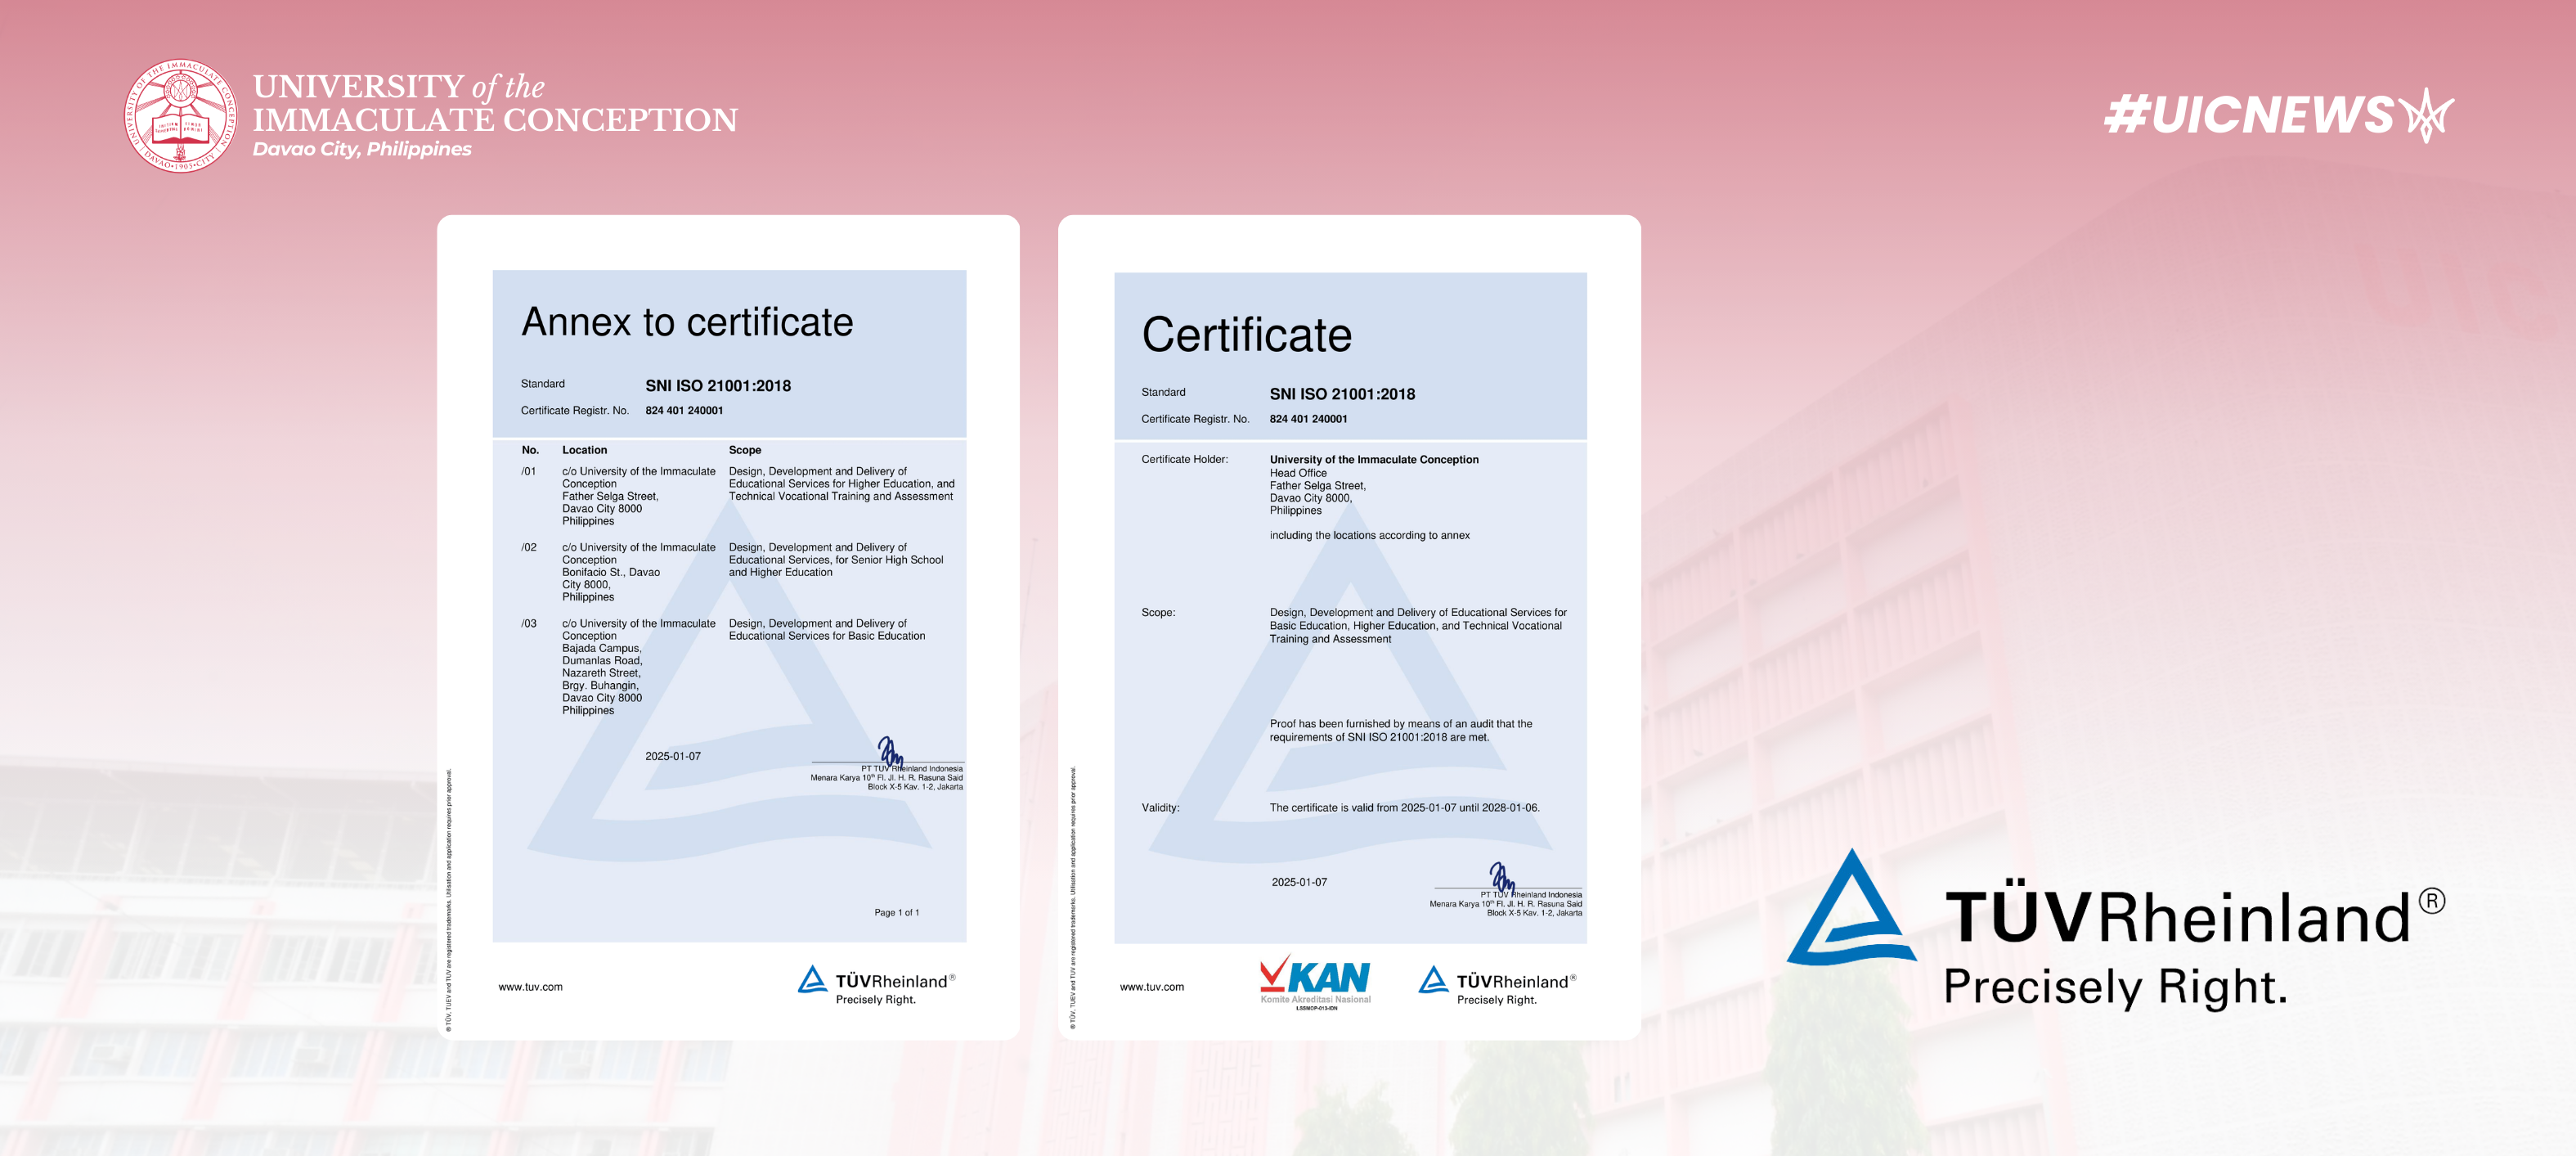 UNIVERSITY of the
IMMACULATE CONCEPTION
Davao City, Philippines
#UICNEWS
Annex to certificate
Standard SNI ISO 21001:2018
Certificate Registr. No. 824 401 240001
No. Location Scope
/01 c/o University of the Immaculate Design, Development and Delivery of
Conception Educational Services for Higher Education, and
Father Selga Street, Technical Vocational Training and Assessment
Davao City 8000
Philippines
/02 c/o University of the Immaculate Design, Development and Delivery of
Conception Educational Services, for Senior High School
Bonifacio St., Davao and Higher Education
City 8000,
Philippines
/03 c/o University of the Immaculate Design, Development and Delivery of
Conception Educational Services for Basic Education
Bajada Campus,
Dumanlas Road,
Nazareth Street,
Brgy. Buhangin,
Davao City 8000
Philippines
2025-01-07
PT TÜV Rheinland Indonesia
Menara Karya 10th Fl. Jl. H. R. Rasuna Said
Block X-5 Kav. 1-2, Jakarta
Page 1 of 1
® TÜV, TUEV and TUV are registered trademarks. Utilisation and application requires prior approval.
www.tuv.com
TÜVRheinland®
Precisely Right.
Certificate
Standard SNI ISO 21001:2018
Certificate Registr. No. 824 401 240001
Certificate Holder: University of the Immaculate Conception
Head Office
Father Selga Street,
Davao City 8000,
Philippines
including the locations according to annex
Scope: Design, Development and Delivery of Educational Services for
Basic Education, Higher Education, and Technical Vocational
Training and Assessment
Proof has been furnished by means of an audit that the
requirements of SNI ISO 21001:2018 are met.
Validity: The certificate is valid from 2025-01-07 until 2028-01-06.
2025-01-07
PT TÜV Rheinland Indonesia
Menara Karya 10th Fl. Jl. H. R. Rasuna Said
Block X-5 Kav. 1-2, Jakarta
® TÜV, TUEV and TUV are registered trademarks. Utilisation and application requires prior approval.
www.tuv.com
KAN
Komite Akreditasi Nasional
LSSMOP-013-IDN
TÜVRheinland®
Precisely Right.
TÜVRheinland®
Precisely Right.